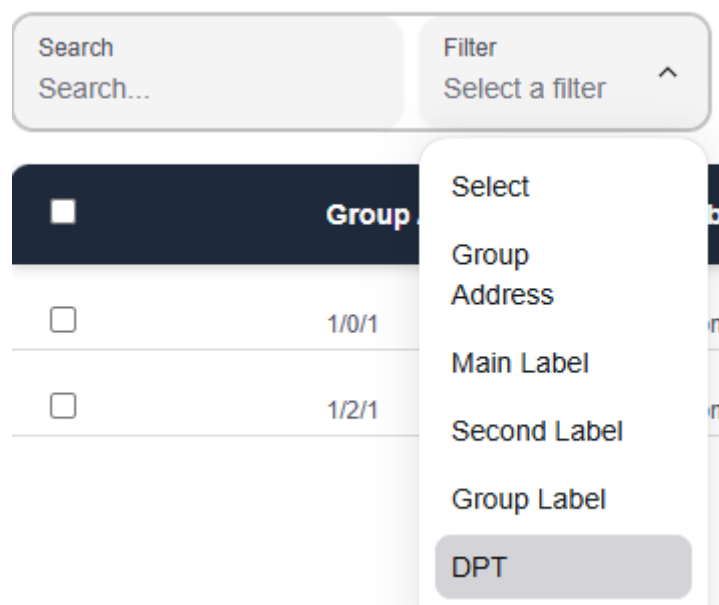 Search
Search...
Filter
Select a filter
Group
1/0/1
1/2/1
Select
Group
Address
Main Label
Second Label
Group Label
DPT